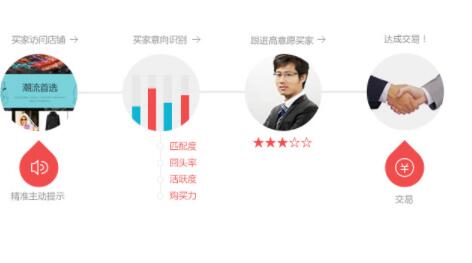 买家访问店铺 →
买家意向识别 →
跟进高意愿买家 →
达成交易！
潮流首选
匹配度
回头率
活跃度
购买力
★★★☆☆
精准主动提示
¥
交易